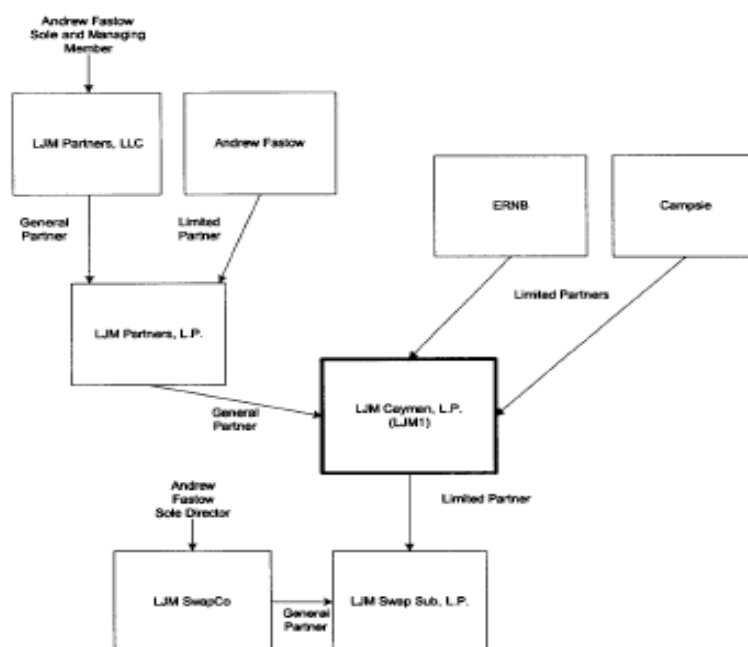 Andrew Fastow
Sole and Managing
Member
LJM Partners, LLC
Andrew Fastow
ERNB
Campsie
General
Partner
Limited
Partner
Limited Partners
LJM Partners, L.P.
LJM Cayman, L.P.
(LJM1)
General
Partner
Andrew
Fastow
Sole Director
Limited Partner
LJM SwapCo
General
Partner
LJM Swap Sub, L.P.